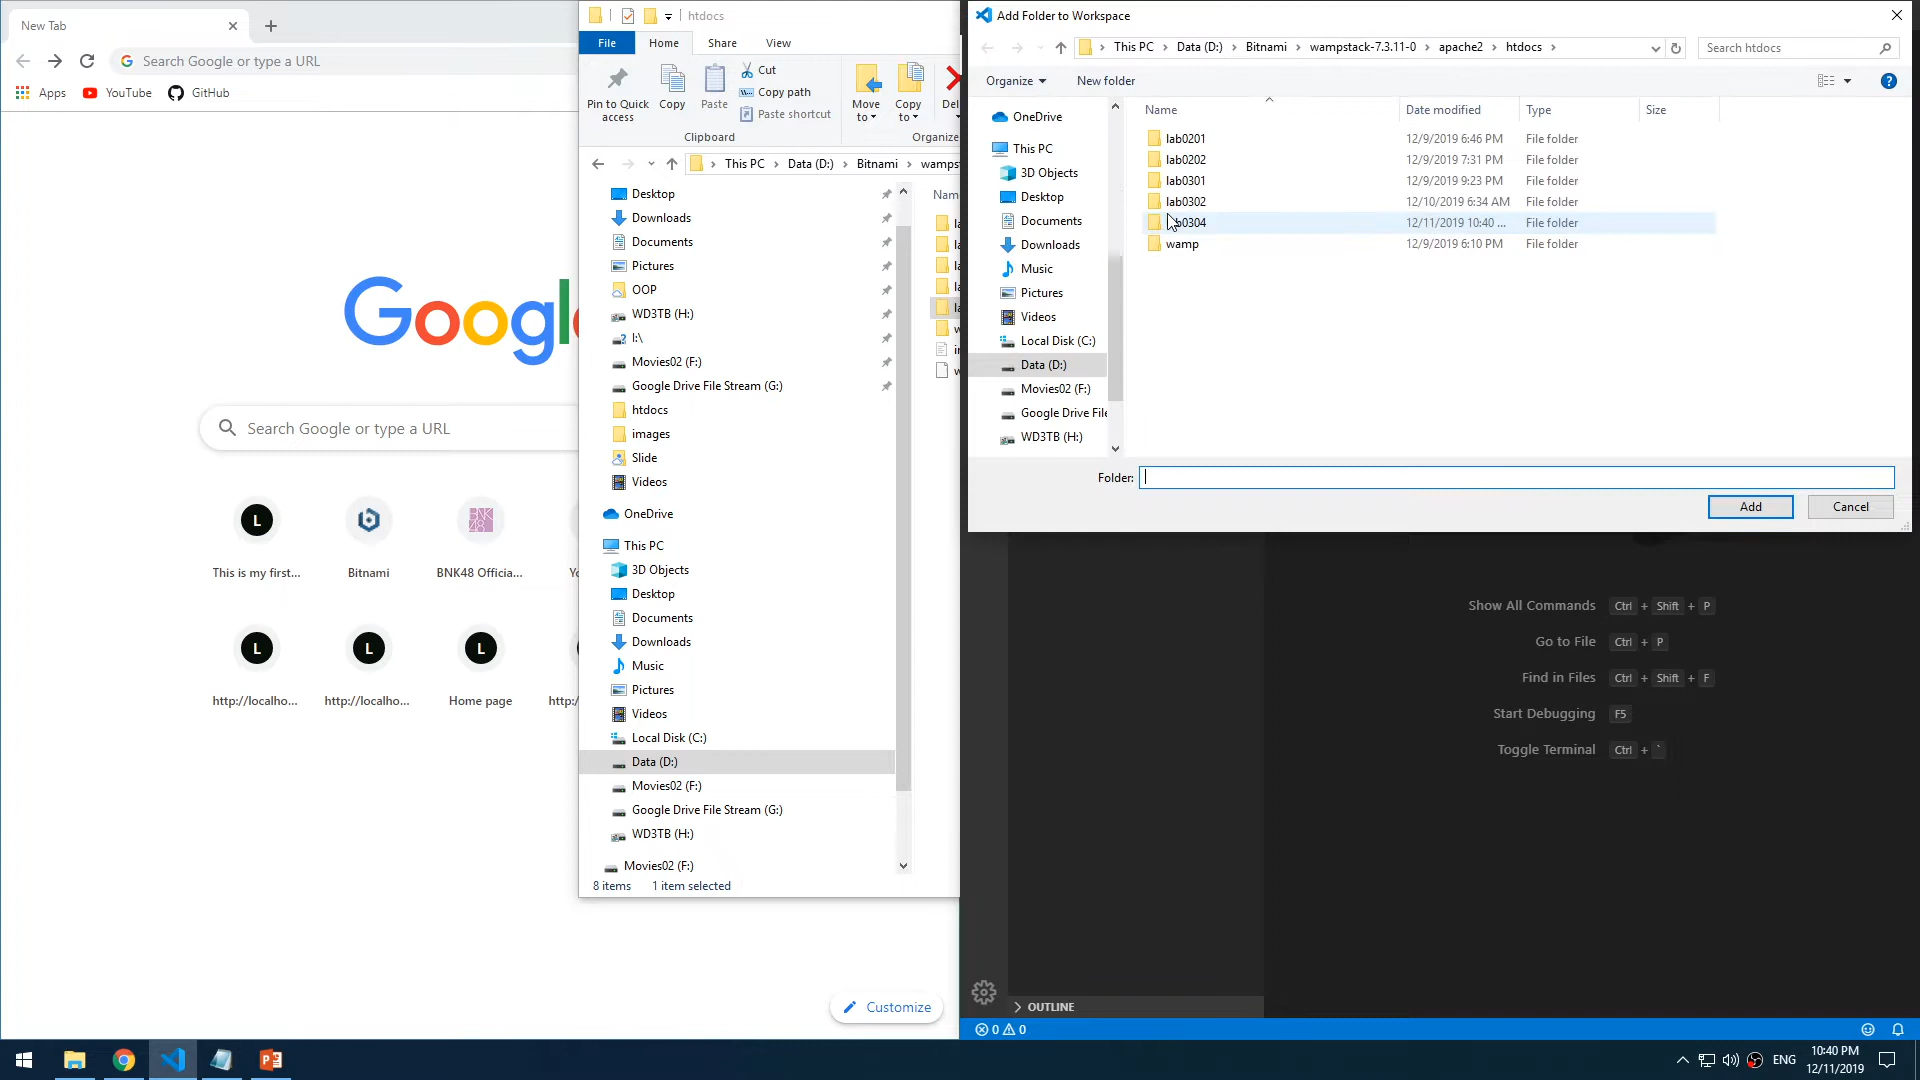 New Tab
Search Google or type a URL
Apps
YouTube
GitHub
Search Google or type a URL
L
Bitnami
BNK48 Officia...
This is my first...
L
L
L
http://localho...
http://localho...
Home page
http:/
Customize
htdocs
File
Home
Share
View
Pin to Quick
access
Copy
Paste
Cut
Copy path
Paste shortcut
Clipboard
Move
to
Copy
to
Organize
This PC
Data (D:)
Bitnami
Desktop
Downloads
Documents
Pictures
OOP
WD3TB (H:)
I:\
Movies02 (F:)
Google Drive File Stream (G:)
htdocs
images
Slide
Videos
OneDrive
This PC
3D Objects
Desktop
Documents
Downloads
Music
Pictures
Videos
Local Disk (C:)
Data (D:)
Movies02 (F:)
Google Drive File Stream (G:)
WD3TB (H:)
Movies02 (F:)
8 items
1 item selected
Add Folder to Workspace
This PC
Data (D:)
Bitnami
wampstack-7.3.11-0
apache2
htdocs
Search htdocs
Organize
New folder
OneDrive
This PC
3D Objects
Desktop
Documents
Downloads
Music
Pictures
Videos
Local Disk (C:)
Data (D:)
Movies02 (F:)
Google Drive File
WD3TB (H:)
Name Date modified Type Size
lab0201 12/9/2019 6:46 PM File folder
lab0202 12/9/2019 7:31 PM File folder
lab0301 12/9/2019 9:23 PM File folder
lab0302 12/10/2019 6:34 AM File folder
b0304 12/11/2019 10:40 ... File folder
wamp 12/9/2019 6:10 PM File folder
Folder:
Add
Cancel
Show All Commands Ctrl + Shift + P
Go to File Ctrl + P
Find in Files Ctrl + Shift + F
Start Debugging F5
Toggle Terminal Ctrl + `
OUTLINE
0 0
ENG
10:40 PM
12/11/2019